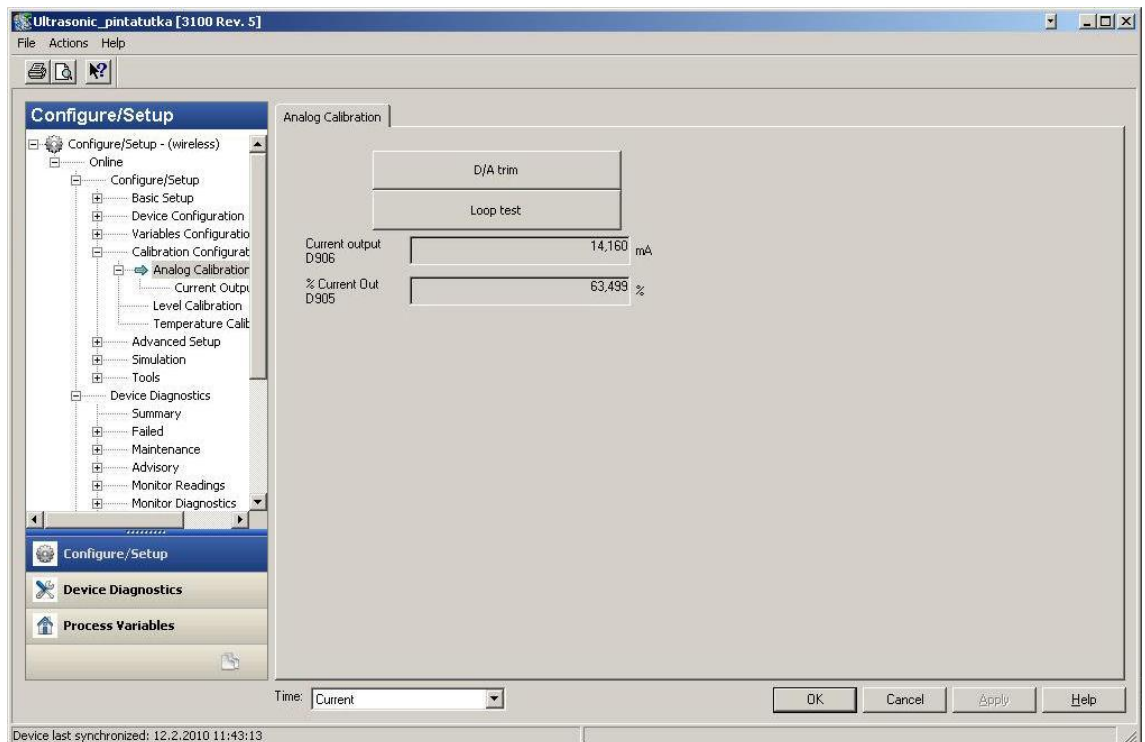 Ultrasonic_pintatutka [3100 Rev. 5]
File Actions Help
Configure/Setup
Configure/Setup - (wireless)
Online
Configure/Setup
Basic Setup
Device Configuration
Variables Configuratio
Calibration Configurat
Analog Calibration
Current Outpu
Level Calibration
Temperature Calib
Advanced Setup
Simulation
Tools
Device Diagnostics
Summary
Failed
Maintenance
Advisory
Monitor Readings
Monitor Diagnostics
Configure/Setup
Device Diagnostics
Process Variables
Analog Calibration
D/A trim
Loop test
Current output
D906
14,160 mA
% Current Out
D905
63,499 %
Time: Current
OK Cancel Apply Help
Device last synchronized: 12.2.2010 11:43:13